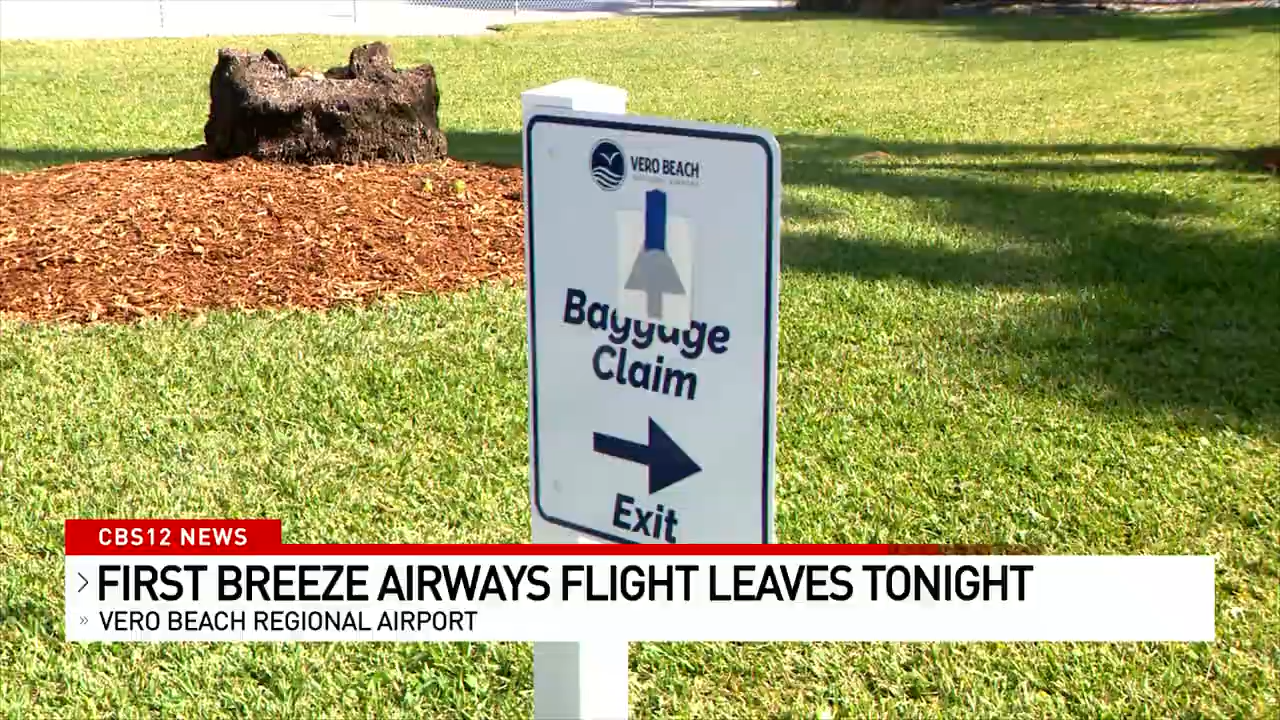 VERO BEACH
Baggage
Claim
Exit
CBS12 NEWS
FIRST BREEZE AIRWAYS FLIGHT LEAVES TONIGHT
VERO BEACH REGIONAL AIRPORT